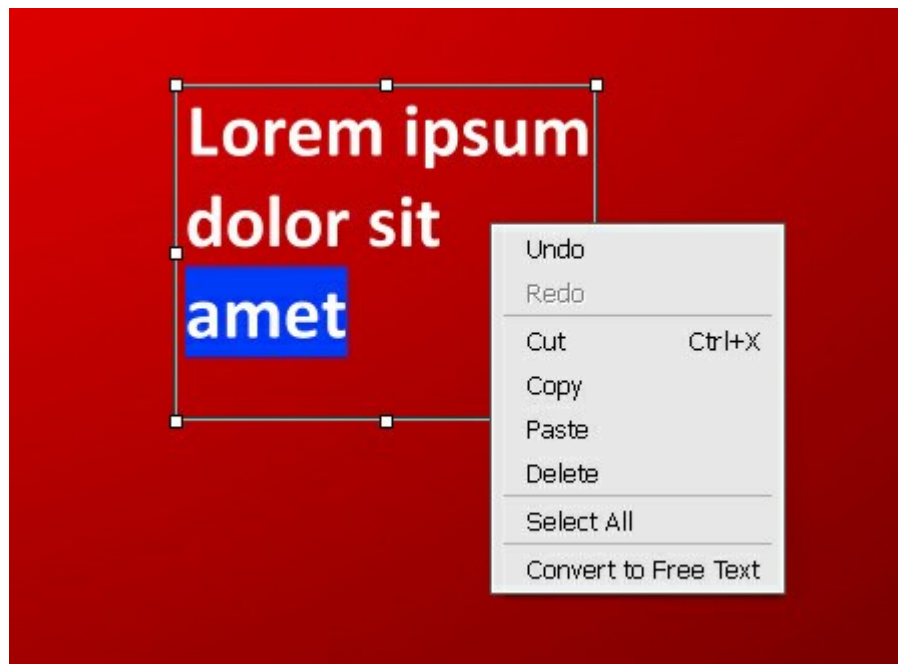 Lorem ipsum
dolor sit
amet
Undo
Redo
Cut Ctrl+X
Copy
Paste
Delete
Select All
Convert to Free Text